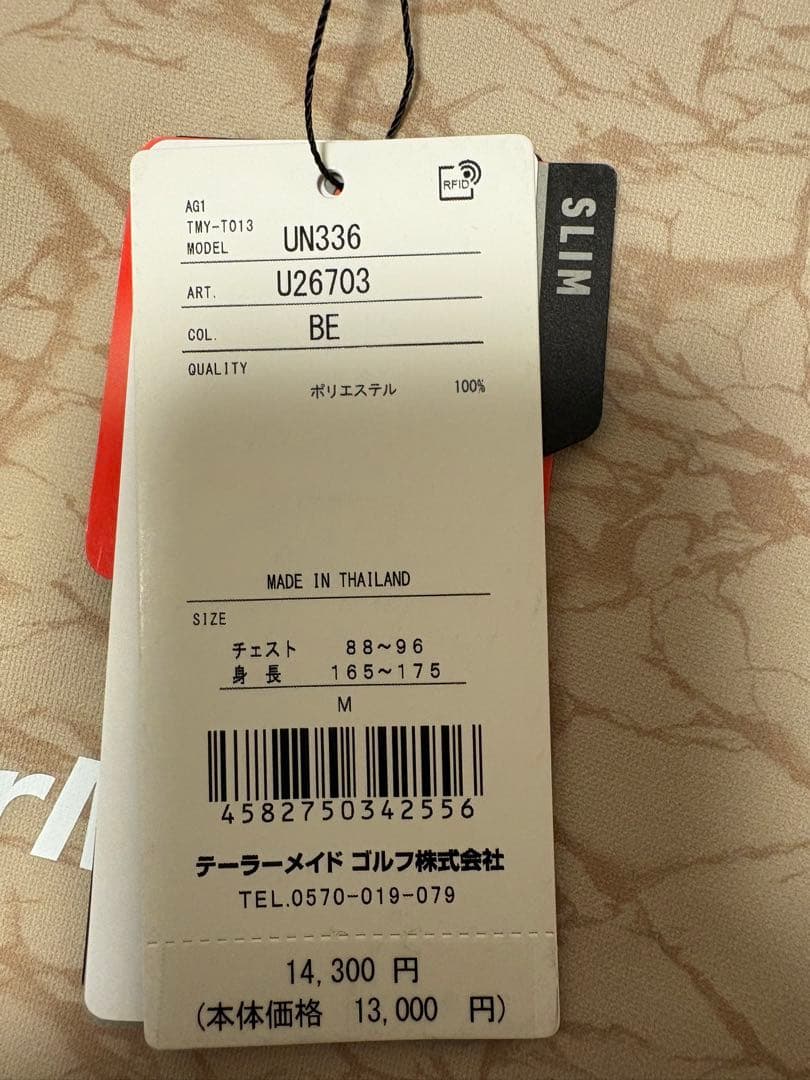 RFID
SLIM
AG1
TMY-T013
MODEL UN336
ART. U26703
COL. BE
QUALITY
ポリエステル 100%
MADE IN THAILAND
SIZE
チェスト 88~96
身長 165~175
M
4582750342556
テーラーメイド ゴルフ株式会社
TEL.0570-019-079
14,300 円
(本体価格 13,000 円)